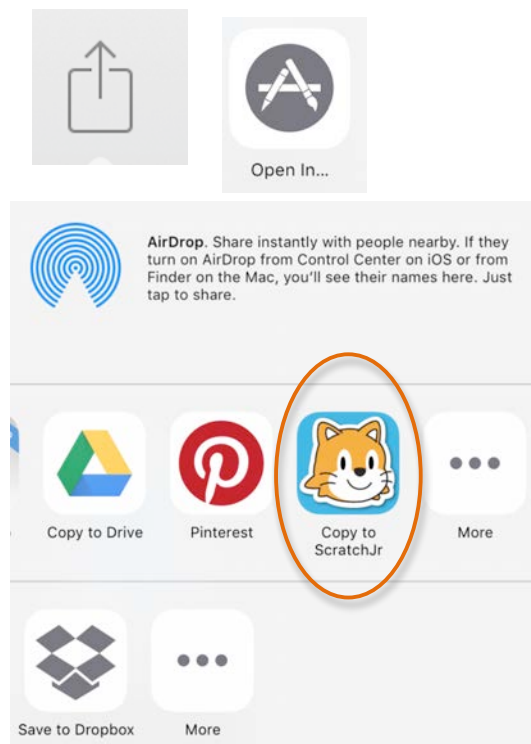 Open In...
AirDrop. Share instantly with people nearby. If they
turn on AirDrop from Control Center on iOS or from
Finder on the Mac, you'll see their names here. Just
tap to share.
Copy to Drive
Pinterest
Copy to
ScratchJr
More
Save to Dropbox
More